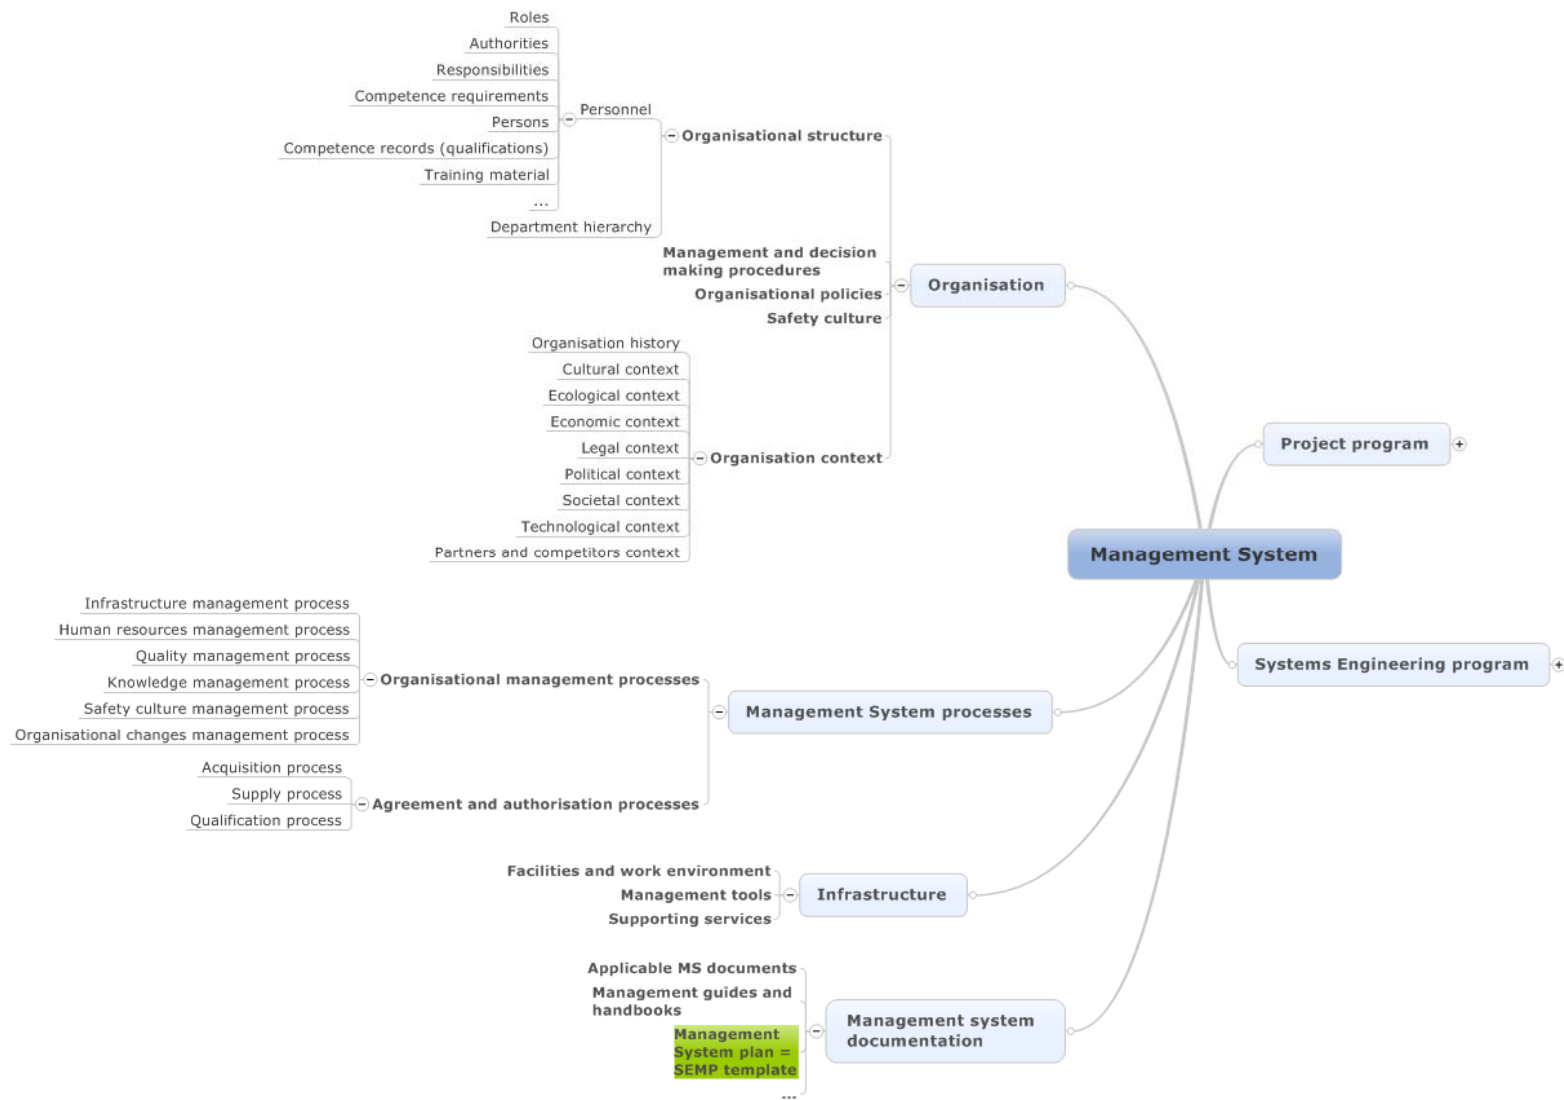 Roles
Authorities
Responsibilities
Competence requirements
Persons
Competence records (qualifications)
Training material
...
Personnel
Department hierarchy
Organisational structure
Management and decision
making procedures
Organisational policies
Safety culture
Organisation history
Cultural context
Ecological context
Economic context
Legal context
Political context
Societal context
Technological context
Partners and competitors context
Organisation context
Organisation
Project program
Management System
Systems Engineering program
Infrastructure management process
Human resources management process
Quality management process
Knowledge management process
Safety culture management process
Organisational changes management process
Organisational management processes
Acquisition process
Supply process
Qualification process
Agreement and authorisation processes
Management System processes
Facilities and work environment
Management tools
Supporting services
Infrastructure
Applicable MS documents
Management guides and
handbooks
Management
System plan =
SEMP template
...
Management system
documentation